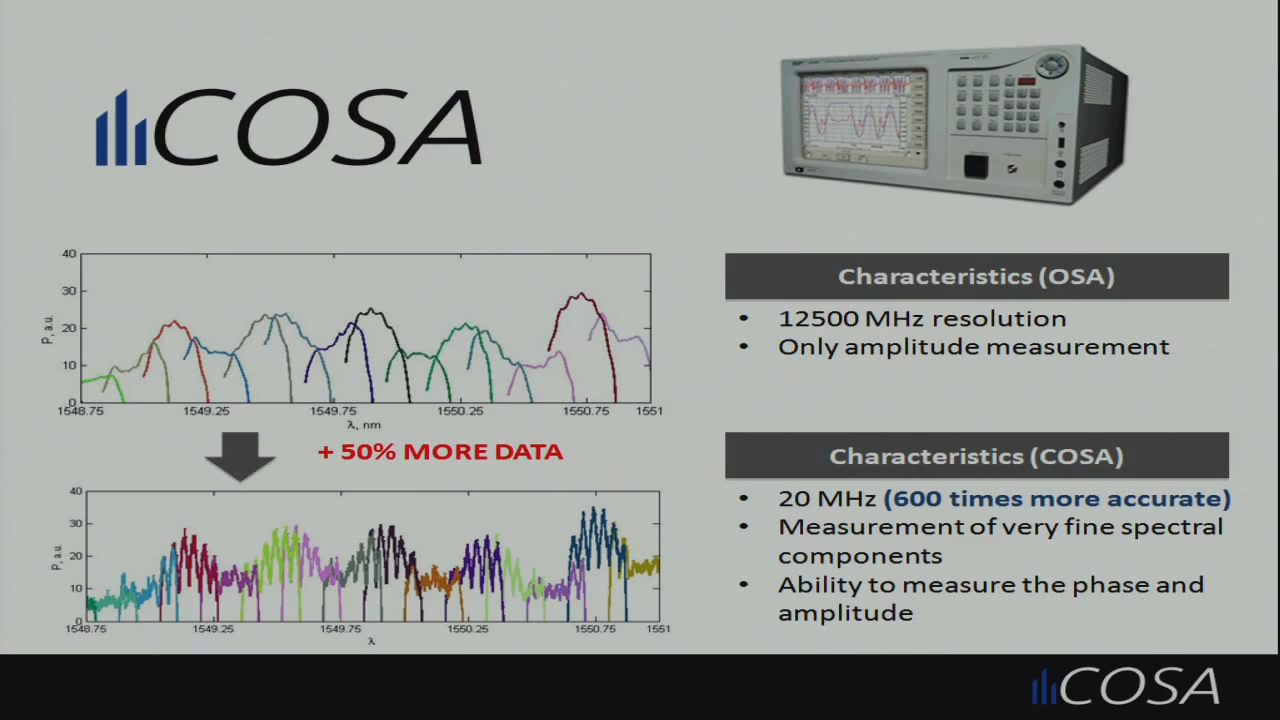 COSA
40
30
20
10
0
P, a.u.
1548.75 1549.25 1549.75 1550.25 1550.75 1551
λ, nm
+ 50% MORE DATA
40
30
20
10
0
P, a.u.
1548.75 1549.25 1549.75 1550.25 1550.75 1551
λ
Characteristics (OSA)
• 12500 MHz resolution
• Only amplitude measurement
Characteristics (COSA)
• 20 MHz (600 times more accurate)
• Measurement of very fine spectral
components
• Ability to measure the phase and
amplitude
COSA